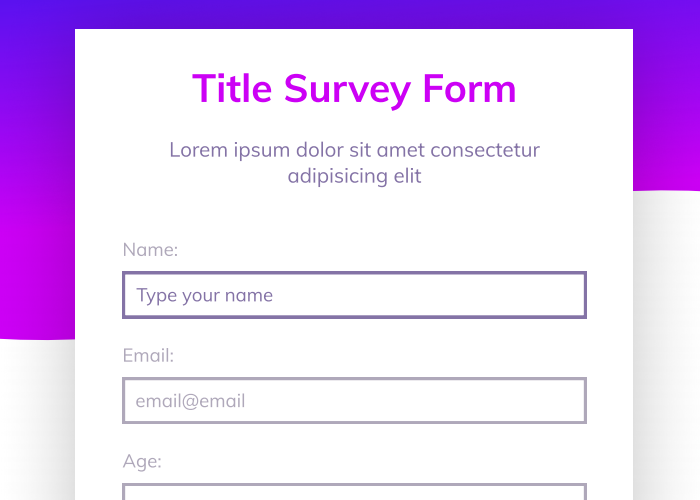 Title Survey Form
Lorem ipsum dolor sit amet consectetur
adipisicing elit
Name:
Type your name
Email:
email@email
Age: